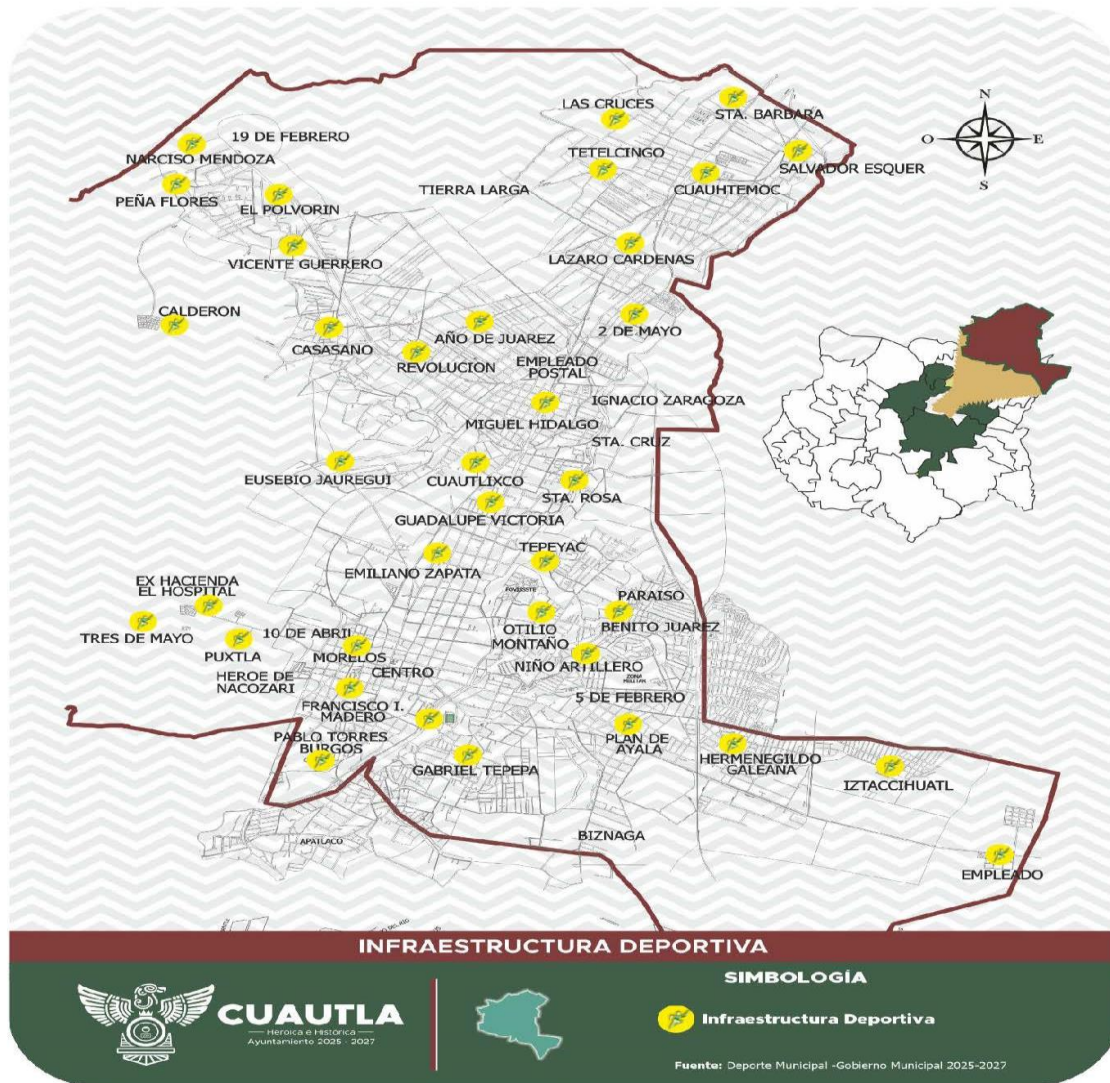 N
O
E
S
LAS CRUCES
STA. BARBARA
19 DE FEBRERO
NARCISO MENDOZA
TETELCINGO
SALVADOR ESQUER
TIERRA LARGA
CUAUHTEMOC
PEÑA FLORES
EL POLVORIN
VICENTE GUERRERO
LAZARO CARDENAS
CALDERON
2 DE MAYO
CASASANO
AÑO DE JUAREZ
REVOLUCION
EMPLEADO
POSTAL
IGNACIO ZARAGOZA
MIGUEL HIDALGO
STA. CRUZ
EUSEBIO JAUREGUI
CUAUTLIXCO
STA. ROSA
GUADALUPE VICTORIA
TEPEYAC
EMILIANO ZAPATA
FOVISSSTE
EX HACIENDA
EL HOSPITAL
PARAISO
TRES DE MAYO
10 DE ABRIL
OTILIO
MONTAÑO
BENITO JUAREZ
PUXTLA
MORELOS
CENTRO
NIÑO ARTILLERO
ZONA
MILITAR
HEROE DE
NACOZARI
5 DE FEBRERO
FRANCISCO I.
MADERO
PABLO TORRES
BURGOS
PLAN DE
AYALA
GABRIEL TEPEPA
HERMENEGILDO
GALEANA
IZTACCIHUATL
APATLACO
BIZNAGA
EMPLEADO
INFRAESTRUCTURA DEPORTIVA
CUAUTLA
Heroica e Histórica
Ayuntamiento 2025 - 2027
SIMBOLOGÍA
Infraestructura Deportiva
Fuente: Deporte Municipal -Gobierno Municipal 2025-2027